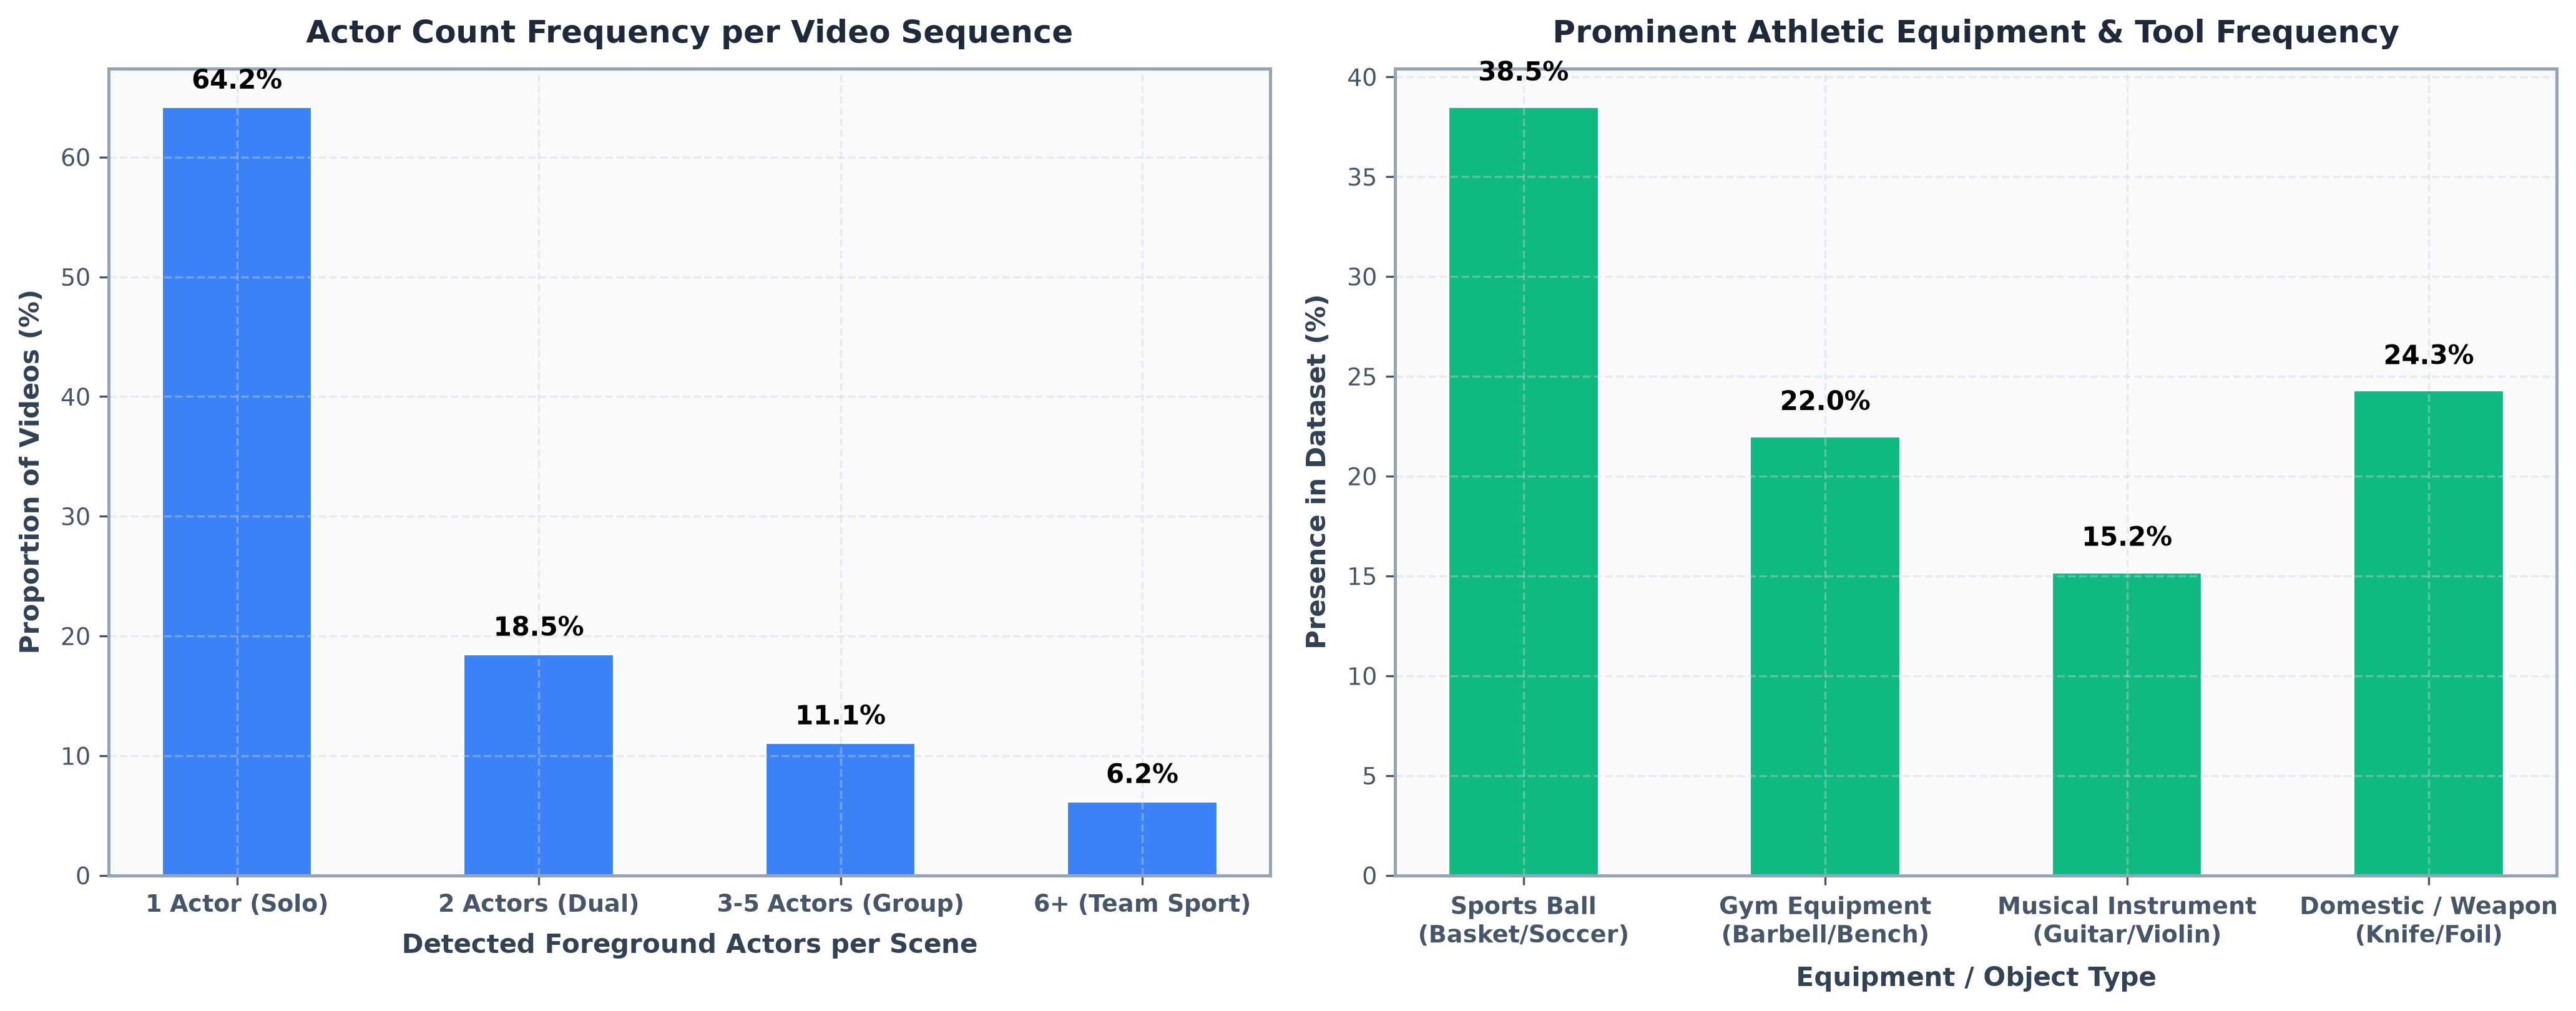 Actor Count Frequency per Video Sequence
64.2%
18.5%
11.1%
6.2%
60
50
40
30
20
10
0
Proportion of Videos (%)
1 Actor (Solo)
2 Actors (Dual)
3-5 Actors (Group)
6+ (Team Sport)
Detected Foreground Actors per Scene
Prominent Athletic Equipment & Tool Frequency
38.5%
22.0%
15.2%
24.3%
40
35
30
25
20
15
10
5
0
Presence in Dataset (%)
Sports Ball
(Basket/Soccer)
Gym Equipment
(Barbell/Bench)
Musical Instrument
(Guitar/Violin)
Domestic / Weapon
(Knife/Foil)
Equipment / Object Type